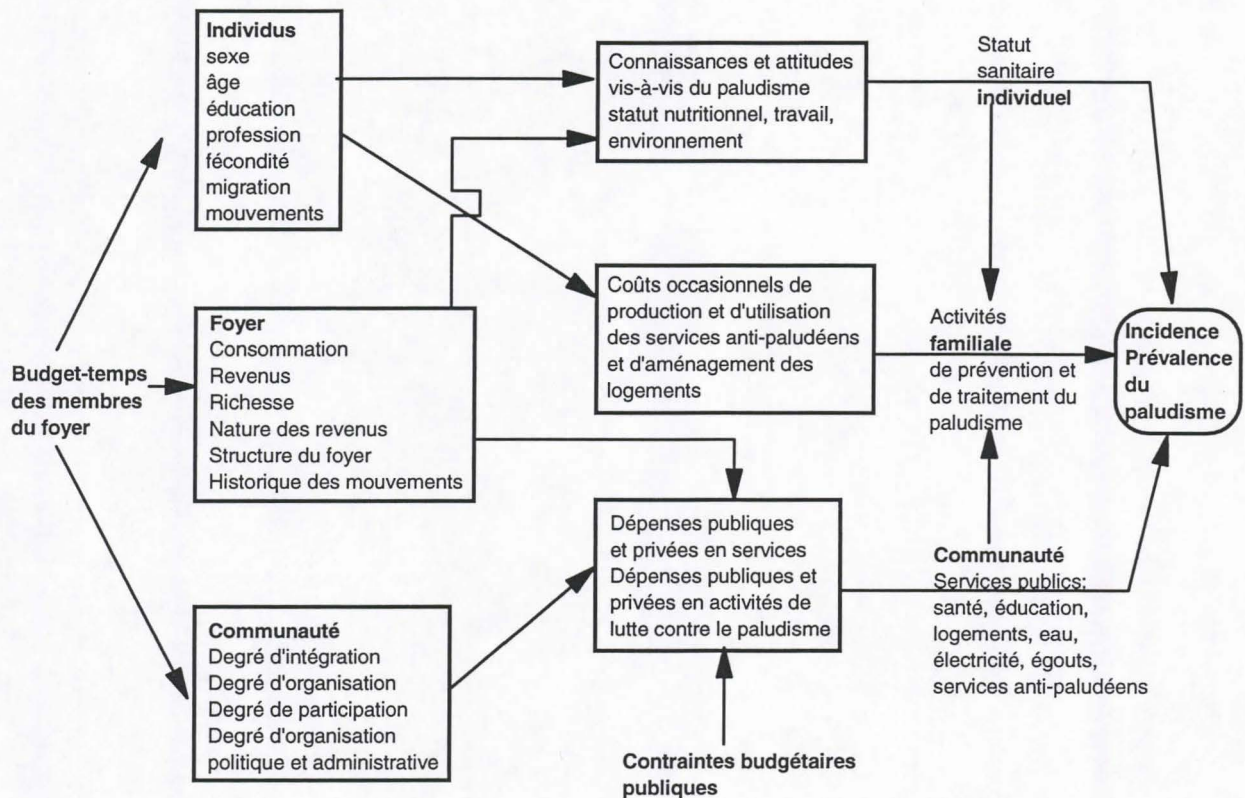 Individus
sexe
âge
éducation
profession
fécondité
migration
mouvements
Connaissances et attitudes
vis-à-vis du paludisme
statut nutritionnel, travail,
environnement
Statut
sanitaire
individuel
Budget-temps
des membres
du foyer
Foyer
Consommation
Revenus
Richesse
Nature des revenus
Structure du foyer
Historique des mouvements
Coûts occasionnels de
production et d'utilisation
des services anti-paludéens
et d'aménagement des
logements
Activités
familiale
de prévention et
de traitement du
paludisme
Incidence
Prévalence
du
paludisme
Communauté
Degré d'intégration
Degré d'organisation
Degré de participation
Degré d'organisation
politique et administrative
Dépenses publiques
et privées en services
Dépenses publiques et
privées en activités de
lutte contre le paludisme
Communauté
Services publics:
santé, éducation,
logements, eau,
électricité, égouts,
services anti-paludéens
Contraintes budgétaires
publiques